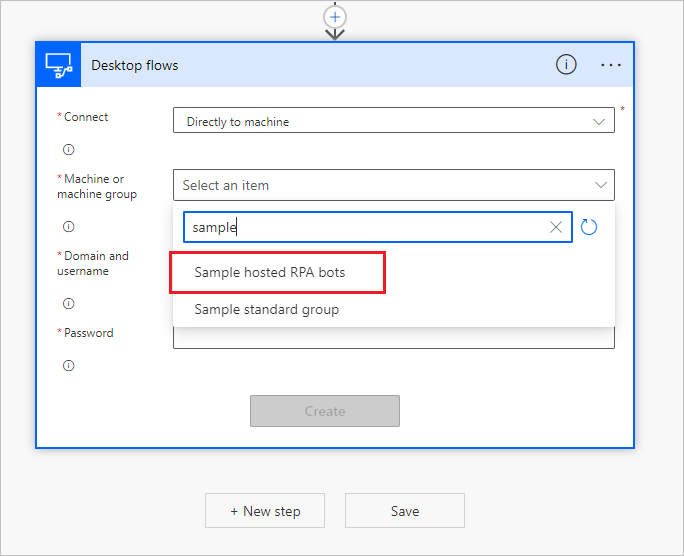 Desktop flows
* Connect
Directly to machine
*
* Machine or
machine group
Select an item
sample
Sample hosted RPA bots
* Domain and
username
Sample standard group
* Password
Create
+ New step
Save